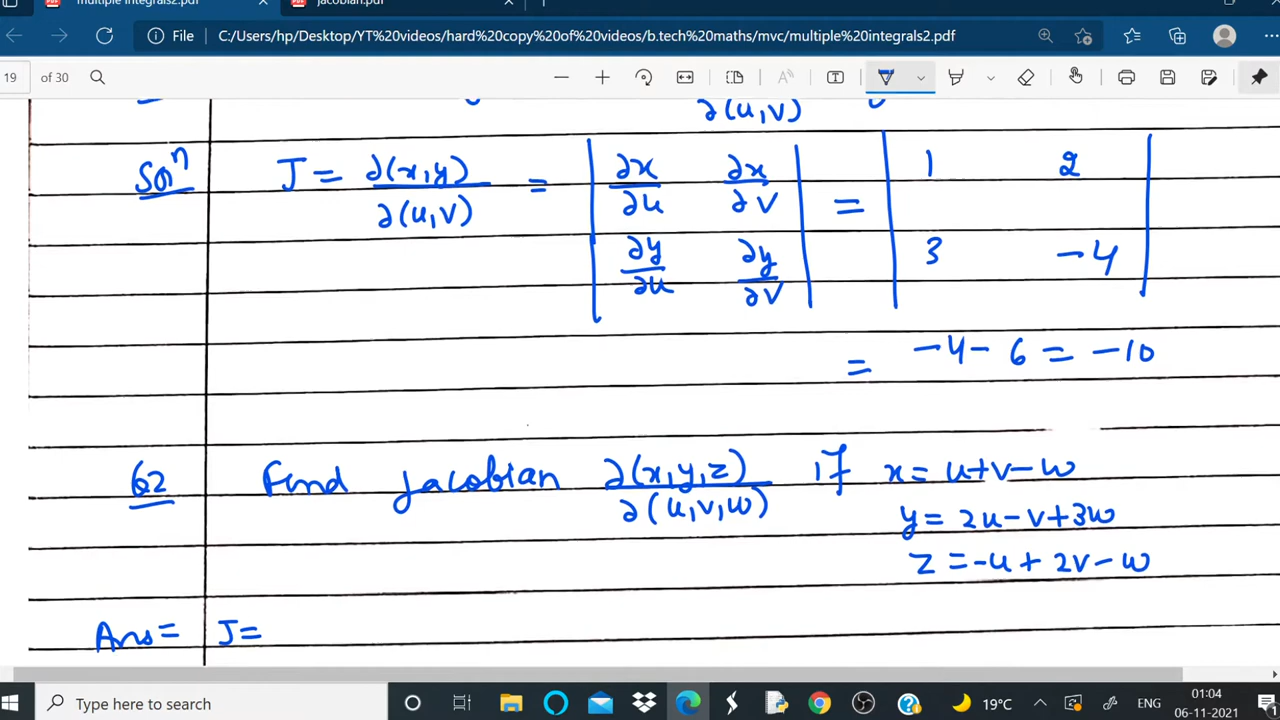 multiple integrals2.pdf jacobian.pdf
File C:/Users/hp/Desktop/YT%20videos/hard%20copy%20of%20videos/b.tech%20maths/mvc/multiple%20integrals2.pdf
19 of 30
∂(u,v)
Solⁿ J = ∂(x,y)/∂(u,v) = | ∂x/∂u ∂x/∂v | = | 1 2 |
| ∂y/∂u ∂y/∂v | | 3 -4 |
= -4 - 6 = -10
Q2 Find jacobian ∂(x,y,z)/∂(u,v,w) if x = u+v-w
y = 2u-v+3w
z = -u+2v-w
Ans= J=
Type here to search 19°C ENG 01:04
06-11-2021